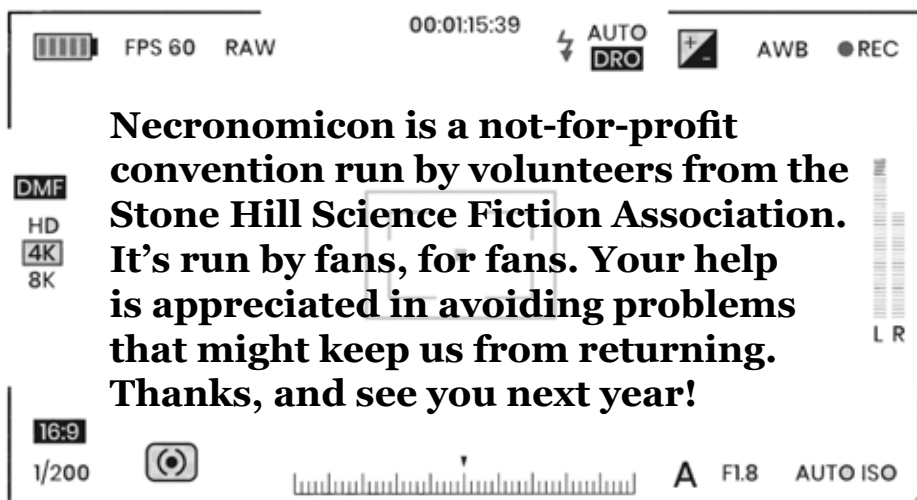 00:01:15:39
FPS 60 RAW AUTO AWB REC
DRO
Necronomicon is a not-for-profit
convention run by volunteers from the
Stone Hill Science Fiction Association.
It’s run by fans, for fans. Your help
is appreciated in avoiding problems
that might keep us from returning.
Thanks, and see you next year!
DMF
HD
4K
8K
L R
16:9
1/200
A F1.8 AUTO ISO